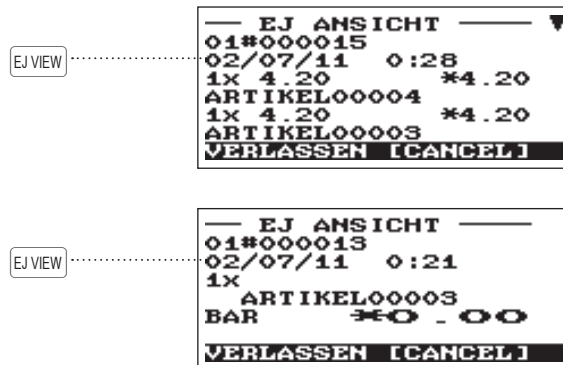 — EJ ANSICHT — ▼
01#000015
EJ VIEW 02/07/11 0:28
1x 4.20 *4.20
ARTIKEL00004
1x 4.20 *4.20
ARTIKEL00003
VERLASSEN [CANCEL]
— EJ ANSICHT —
01#000013
EJ VIEW 02/07/11 0:21
1x
ARTIKEL00003
BAR *0.00
VERLASSEN [CANCEL]